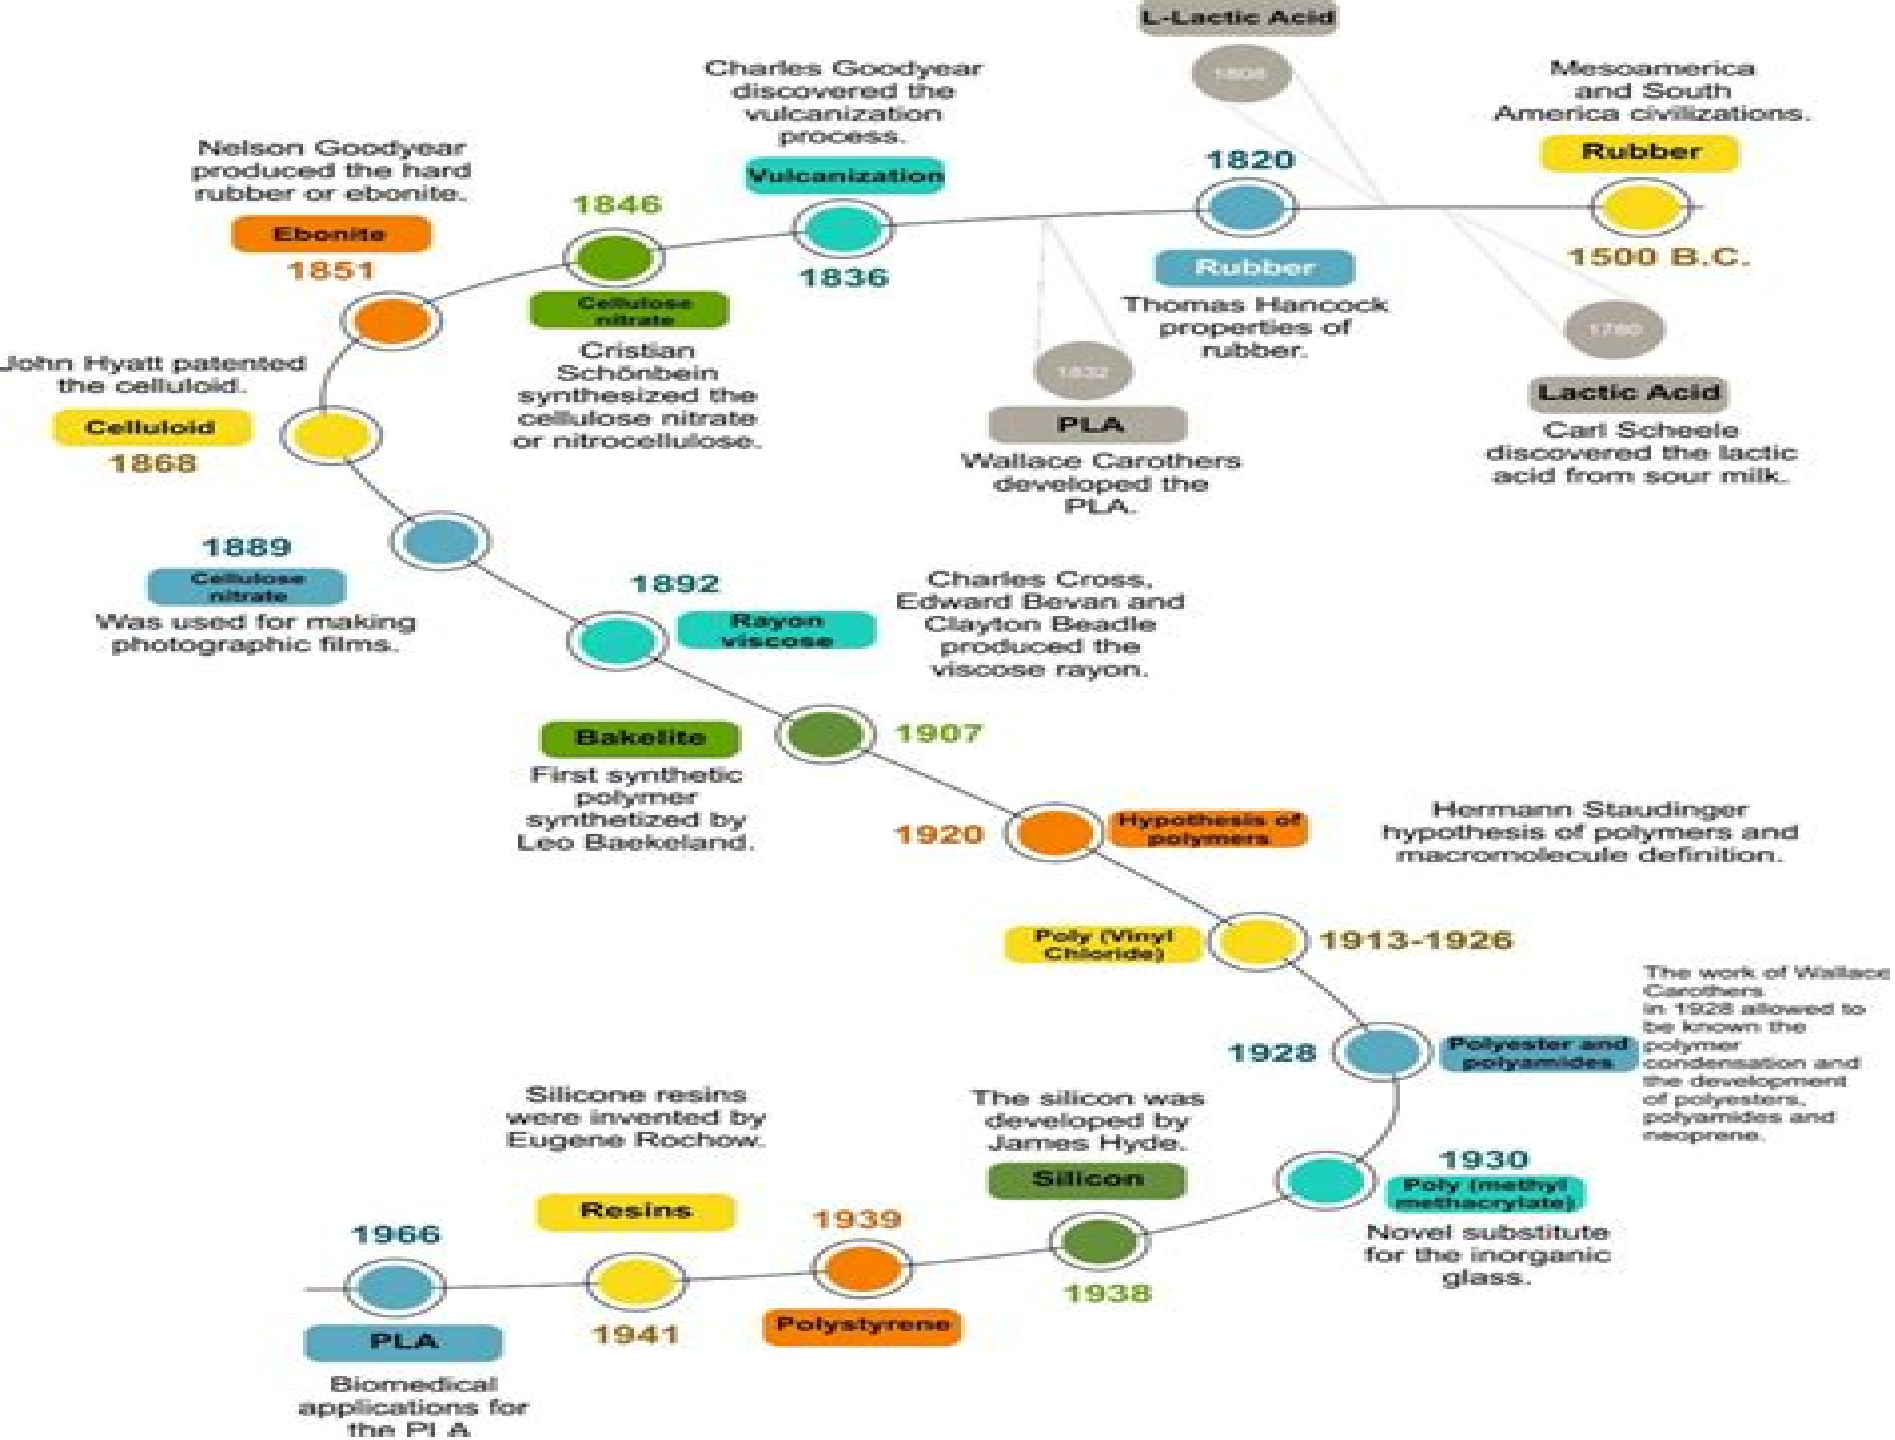 L-Lactic Acid
1808
Mesoamerica
and South
America civilizations.
Rubber
1500 B.C.
1780
Lactic Acid
Carl Scheele
discovered the lactic
acid from sour milk.
1820
Rubber
Thomas Hancock
properties of
rubber.
1832
PLA
Wallace Carothers
developed the
PLA.
Charles Goodyear
discovered the
vulcanization
process.
Vulcanization
1836
1846
Cellulose
nitrate
Cristian
Schönbein
synthesized the
cellulose nitrate
or nitrocellulose.
Nelson Goodyear
produced the hard
rubber or ebonite.
Ebonite
1851
John Hyatt patented
the celluloid.
Celluloid
1868
1889
Cellulose
nitrate
Was used for making
photographic films.
1892
Rayon
viscose
Charles Cross,
Edward Bevan and
Clayton Beadle
produced the
viscose rayon.
Bakelite
1907
First synthetic
polymer
synthetized by
Leo Baekeland.
1920
Hypothesis of
polymers
Hermann Staudinger
hypothesis of polymers and
macromolecule definition.
Poly (Vinyl
Chloride)
1913-1926
1928
Polyester and
polyamides
The work of Wallace
Carothers
in 1928 allowed to
be known the
polymer
condensation and
the development
of polyesters,
polyamides and
neoprene.
1930
Poly (methyl
methacrylate)
Novel substitute
for the inorganic
glass.
The silicon was
developed by
James Hyde.
Silicon
1938
1939
Polystyrene
Silicone resins
were invented by
Eugene Rochow.
Resins
1941
1966
PLA
Biomedical
applications for
the PLA